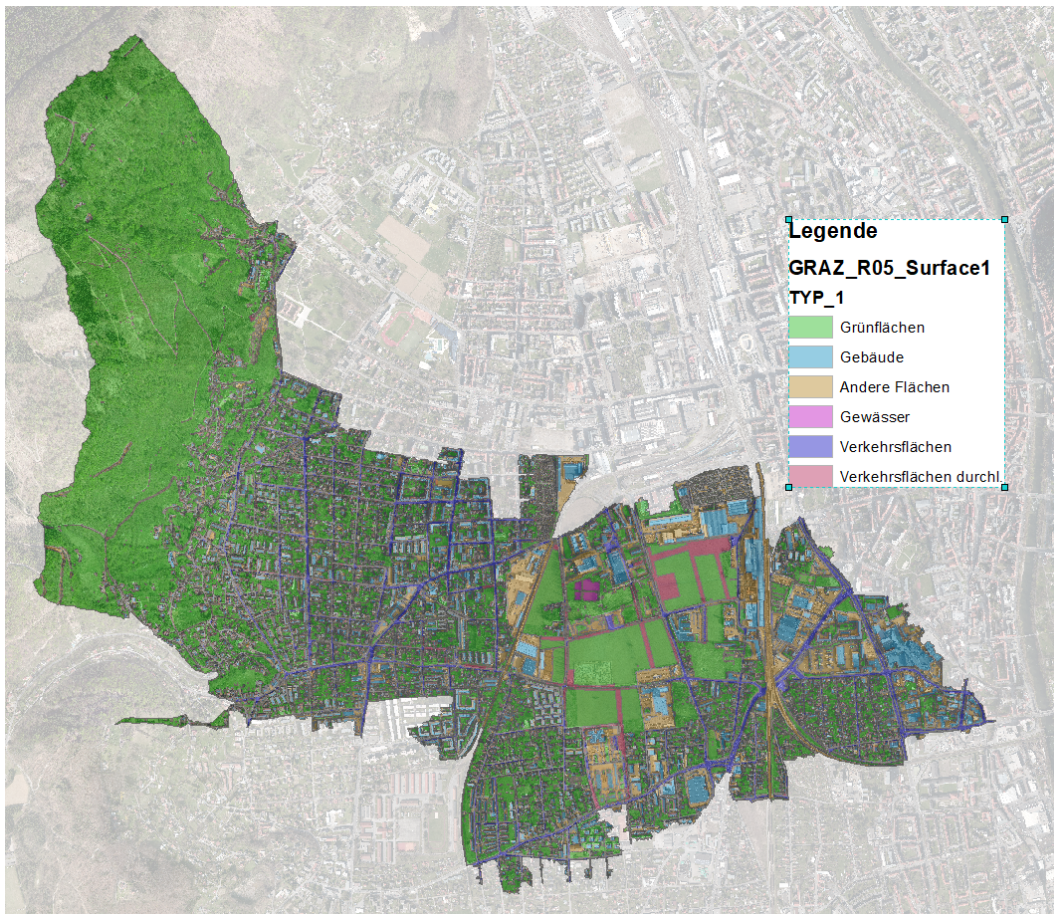 Legende
GRAZ_R05_Surface1
TYP_1
Grünflächen
Gebäude
Andere Flächen
Gewässer
Verkehrsflächen
Verkehrsflächen durchl.